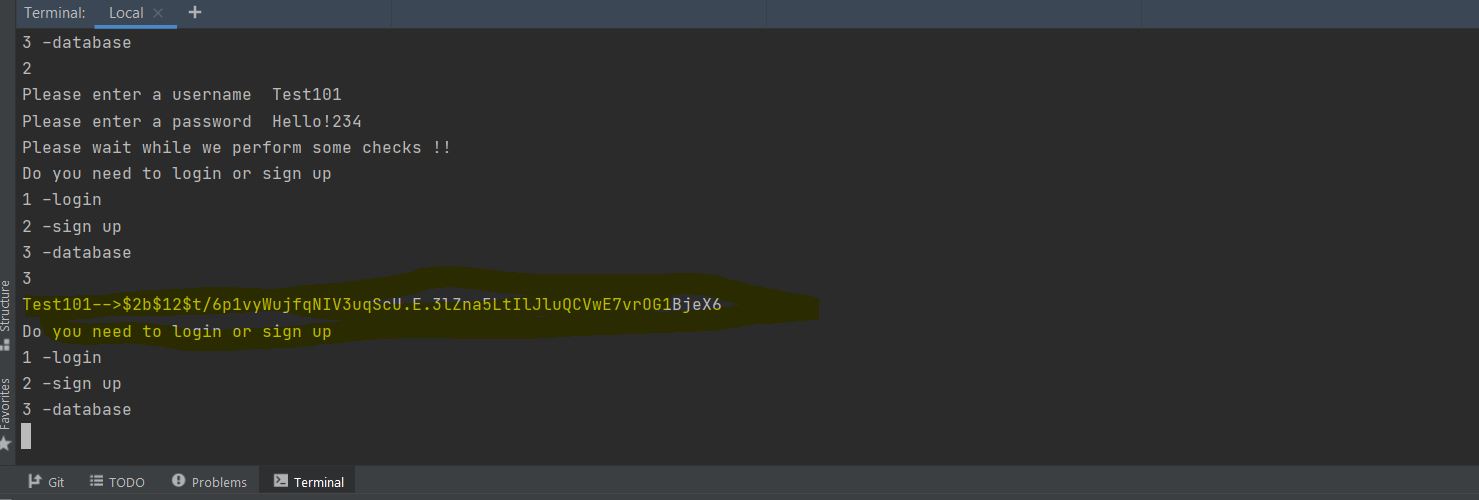 Terminal: Local × +
3 -database
2
Please enter a username  Test101
Please enter a password  Hello!234
Please wait while we perform some checks !!
Do you need to login or sign up
1 -login
2 -sign up
3 -database
3
Test101-->$2b$12$t/6p1vyWujfqNIV3uqScU.E.3lZna5LtIlJluQCVwE7vrOG1BjeX6
Do you need to login or sign up
1 -login
2 -sign up
3 -database
Structure
Favorites
Git TODO Problems Terminal